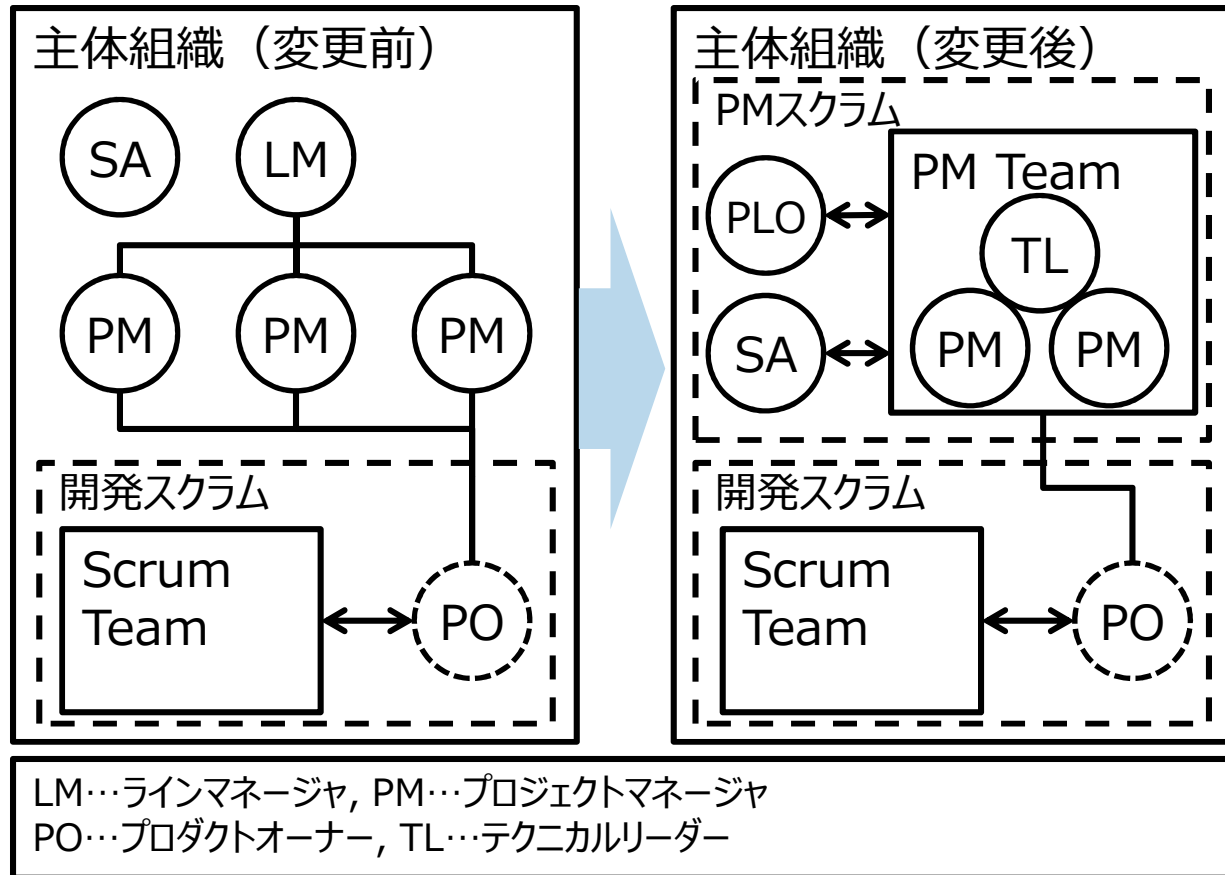 主体組織（変更前）
SA
LM
PM
PM
PM
開発スクラム
Scrum
Team
PO
主体組織（変更後）
PMスクラム
PM Team
PLO
TL
SA
PM
PM
開発スクラム
Scrum
Team
PO
LM…ラインマネージャ, PM…プロジェクトマネージャ
PO…プロダクトオーナー, TL…テクニカルリーダー